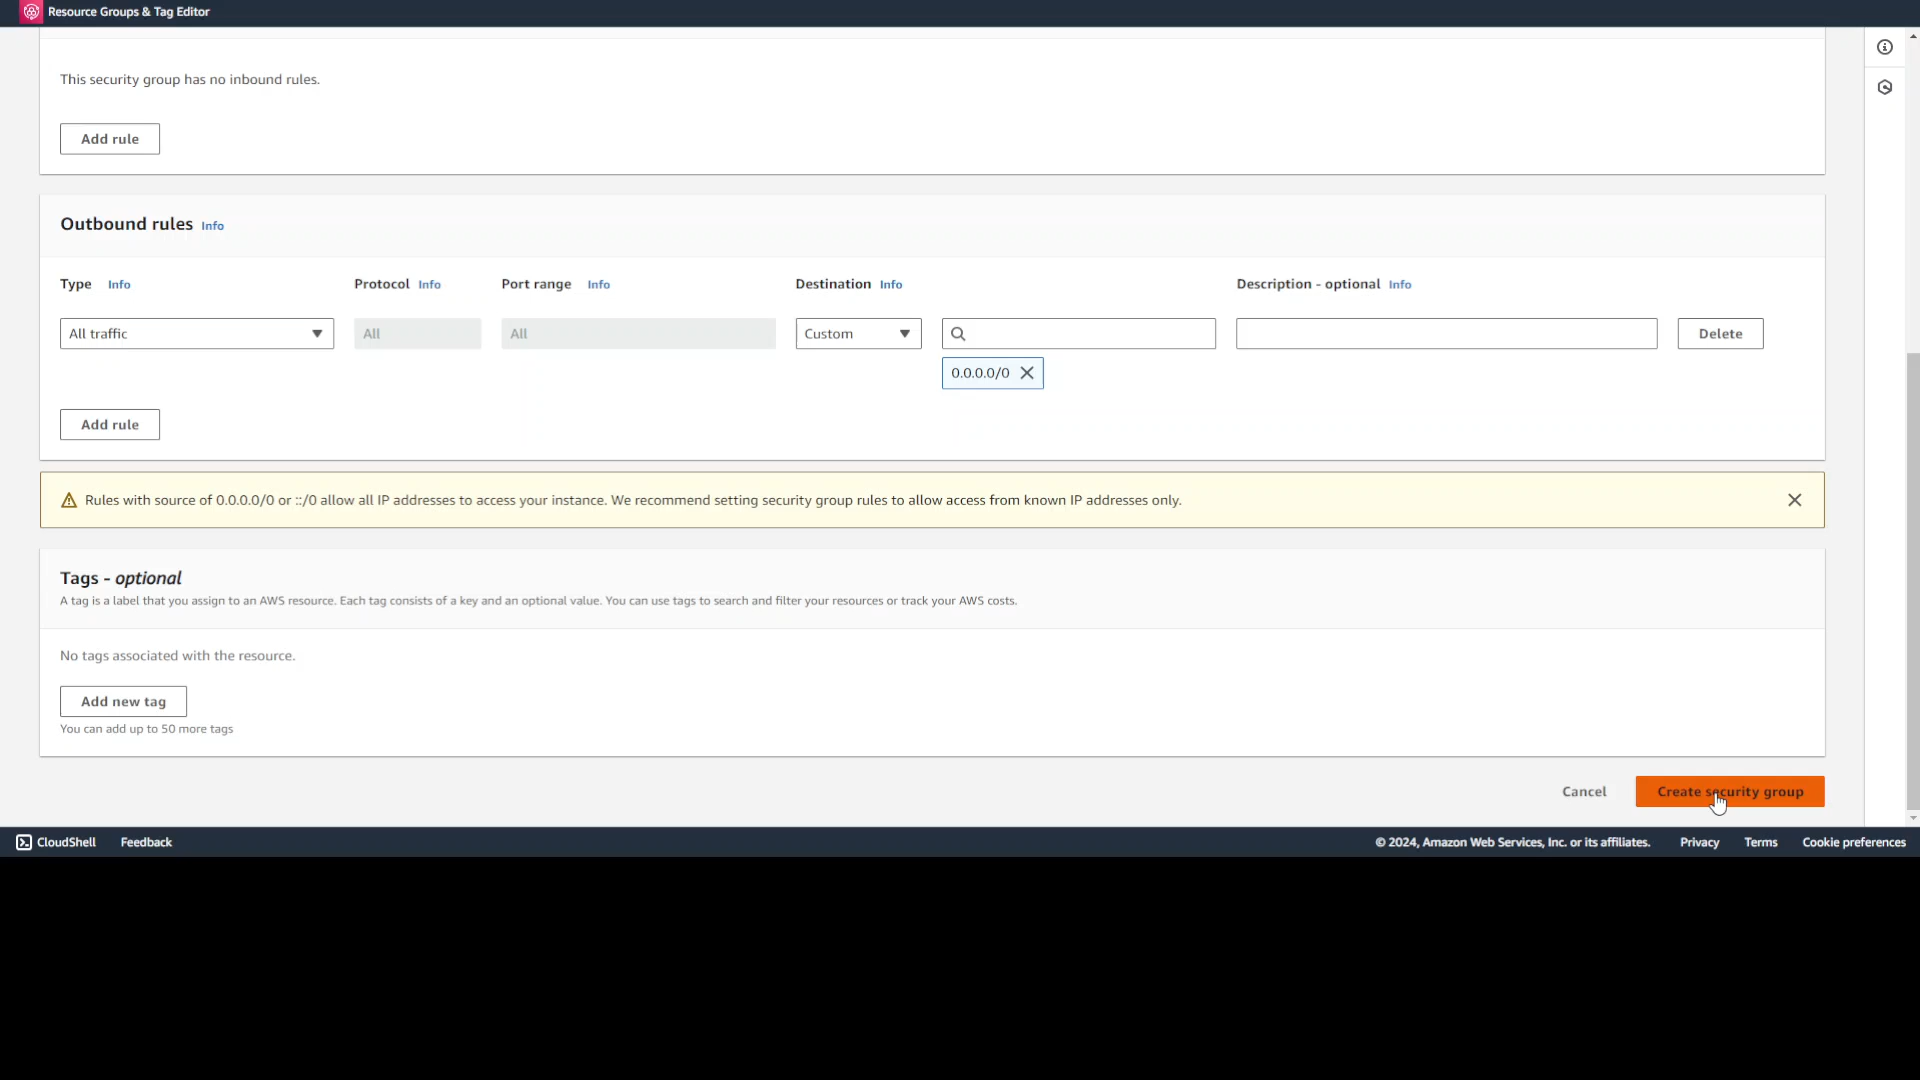 Resource Groups & Tag Editor
This security group has no inbound rules.
Add rule
Outbound rules Info
Type Info Protocol Info Port range Info Destination Info Description - optional Info
All traffic All All Custom Delete
0.0.0.0/0
Add rule
Rules with source of 0.0.0.0/0 or ::/0 allow all IP addresses to access your instance. We recommend setting security group rules to allow access from known IP addresses only.
Tags - optional
A tag is a label that you assign to an AWS resource. Each tag consists of a key and an optional value. You can use tags to search and filter your resources or track your AWS costs.
No tags associated with the resource.
Add new tag
You can add up to 50 more tags
Cancel Create security group
CloudShell Feedback © 2024, Amazon Web Services, Inc. or its affiliates. Privacy Terms Cookie preferences